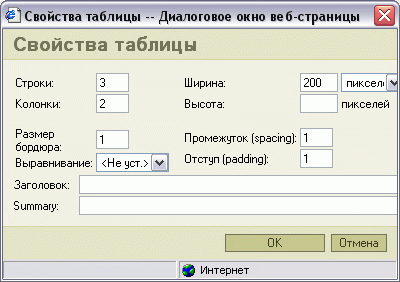 Свойства таблицы -- Диалоговое окно веб-страницы
Свойства таблицы
Строки: 3 Ширина: 200 пикселе
Колонки: 2 Высота: пикселей
Размер
бордюра: 1 Промежуток (spacing): 1
Выравнивание: <Не уст.> Отступ (padding): 1
Заголовок:
Summary:
OK Отмена
Интернет